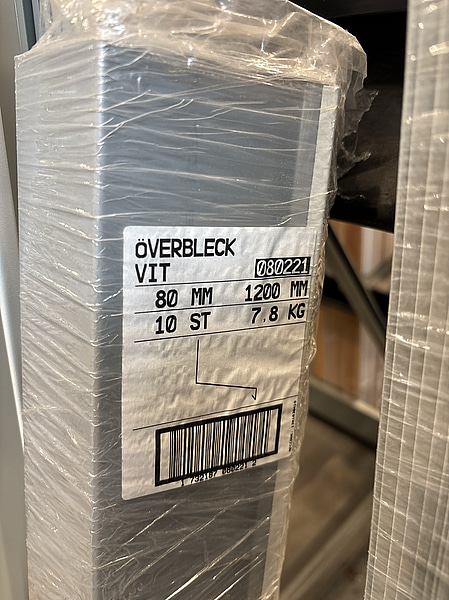 ÖVERBLECK
VIT 080221
80 MM 1200 MM
10 ST 7.8 KG